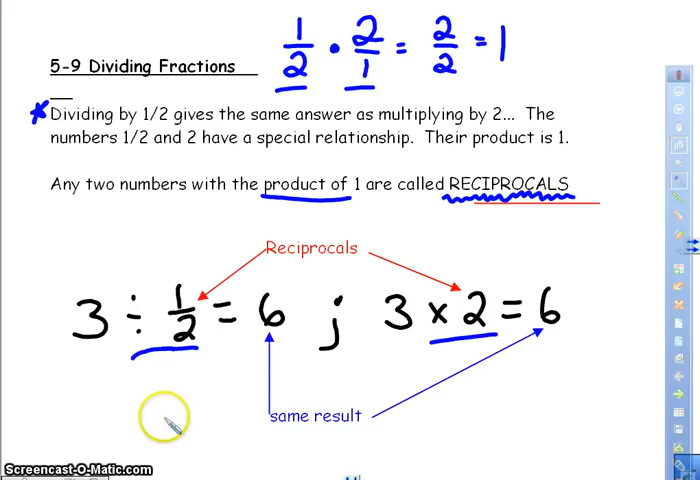 1/2 · 2/1 = 2/2 = 1
5-9 Dividing Fractions
Dividing by 1/2 gives the same answer as multiplying by 2... The
numbers 1/2 and 2 have a special relationship. Their product is 1.
Any two numbers with the product of 1 are called RECIPROCALS
Reciprocals
3 ÷ 1/2 = 6 ; 3 × 2 = 6
same result
Screencast-O-Matic.com